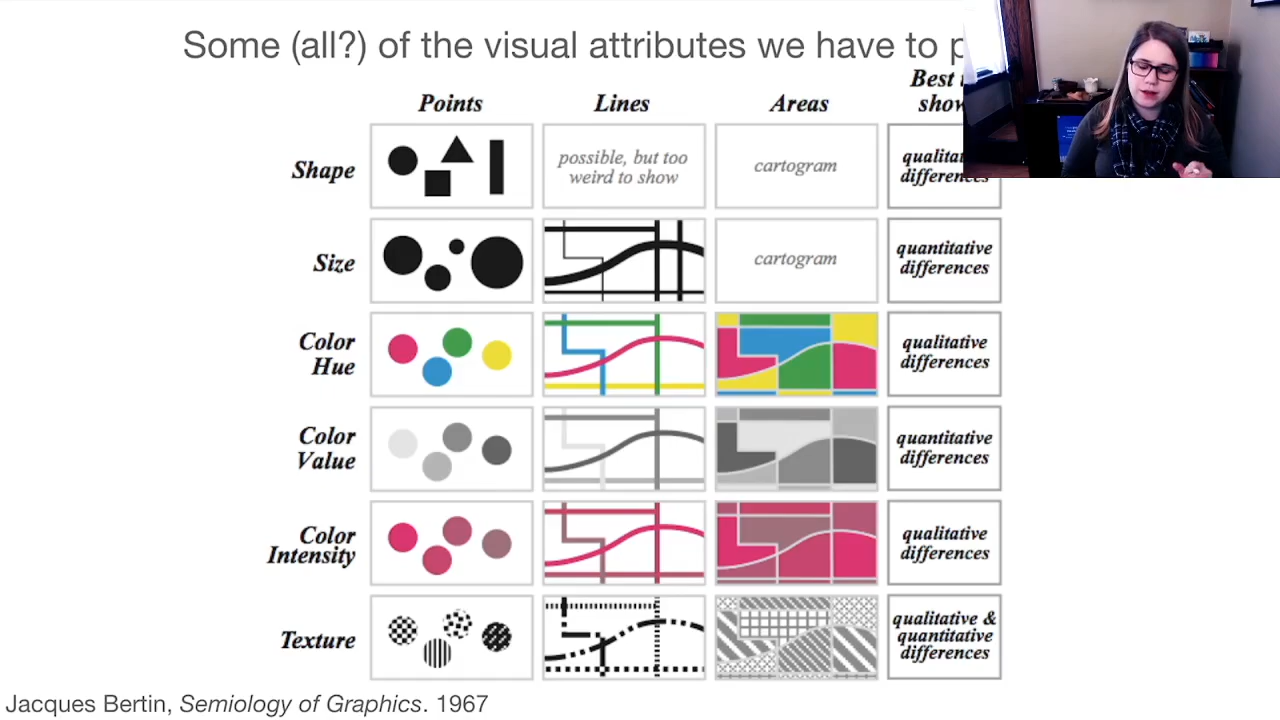 Some (all?) of the visual attributes we have to
Points Lines Areas Best
show
Shape
possible, but too
weird to show
cartogram
differences
Size
cartogram
quantitative
differences
Color
Hue
qualitative
differences
Color
Value
quantitative
differences
Color
Intensity
qualitative
differences
Texture
qualitative &
quantitative
differences
Jacques Bertin, Semiology of Graphics. 1967